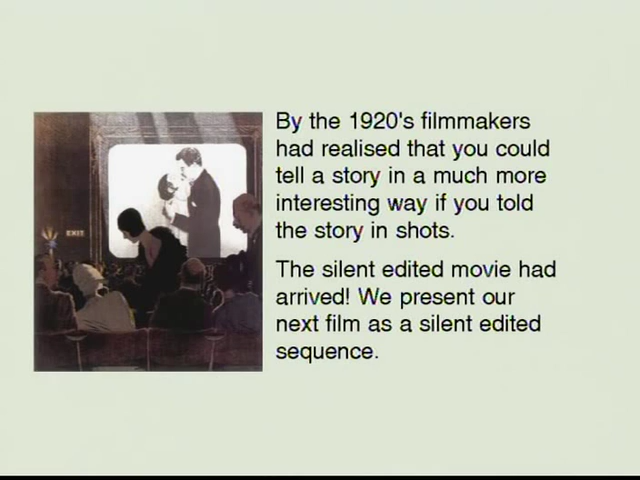 By the 1920's filmmakers
had realised that you could
tell a story in a much more
interesting way if you told
the story in shots.
The silent edited movie had
arrived! We present our
next film as a silent edited
sequence.
EXIT